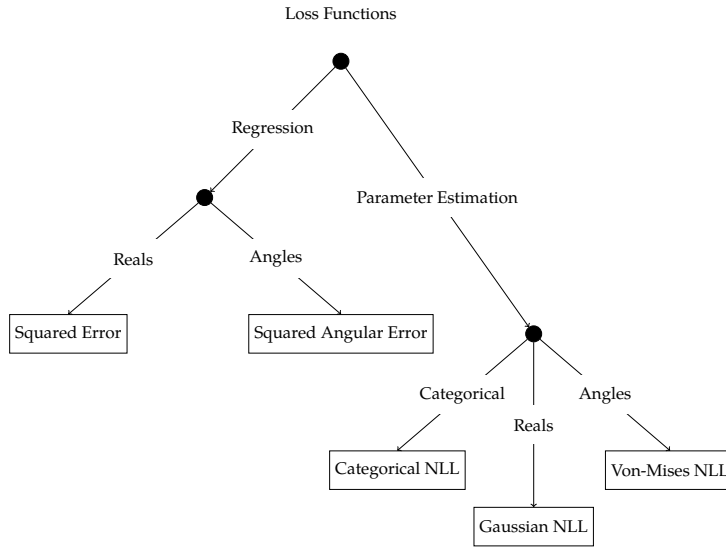 Loss Functions
Regression
Parameter Estimation
Reals
Angles
Squared Error
Squared Angular Error
Categorical
Reals
Angles
Categorical NLL
Von-Mises NLL
Gaussian NLL